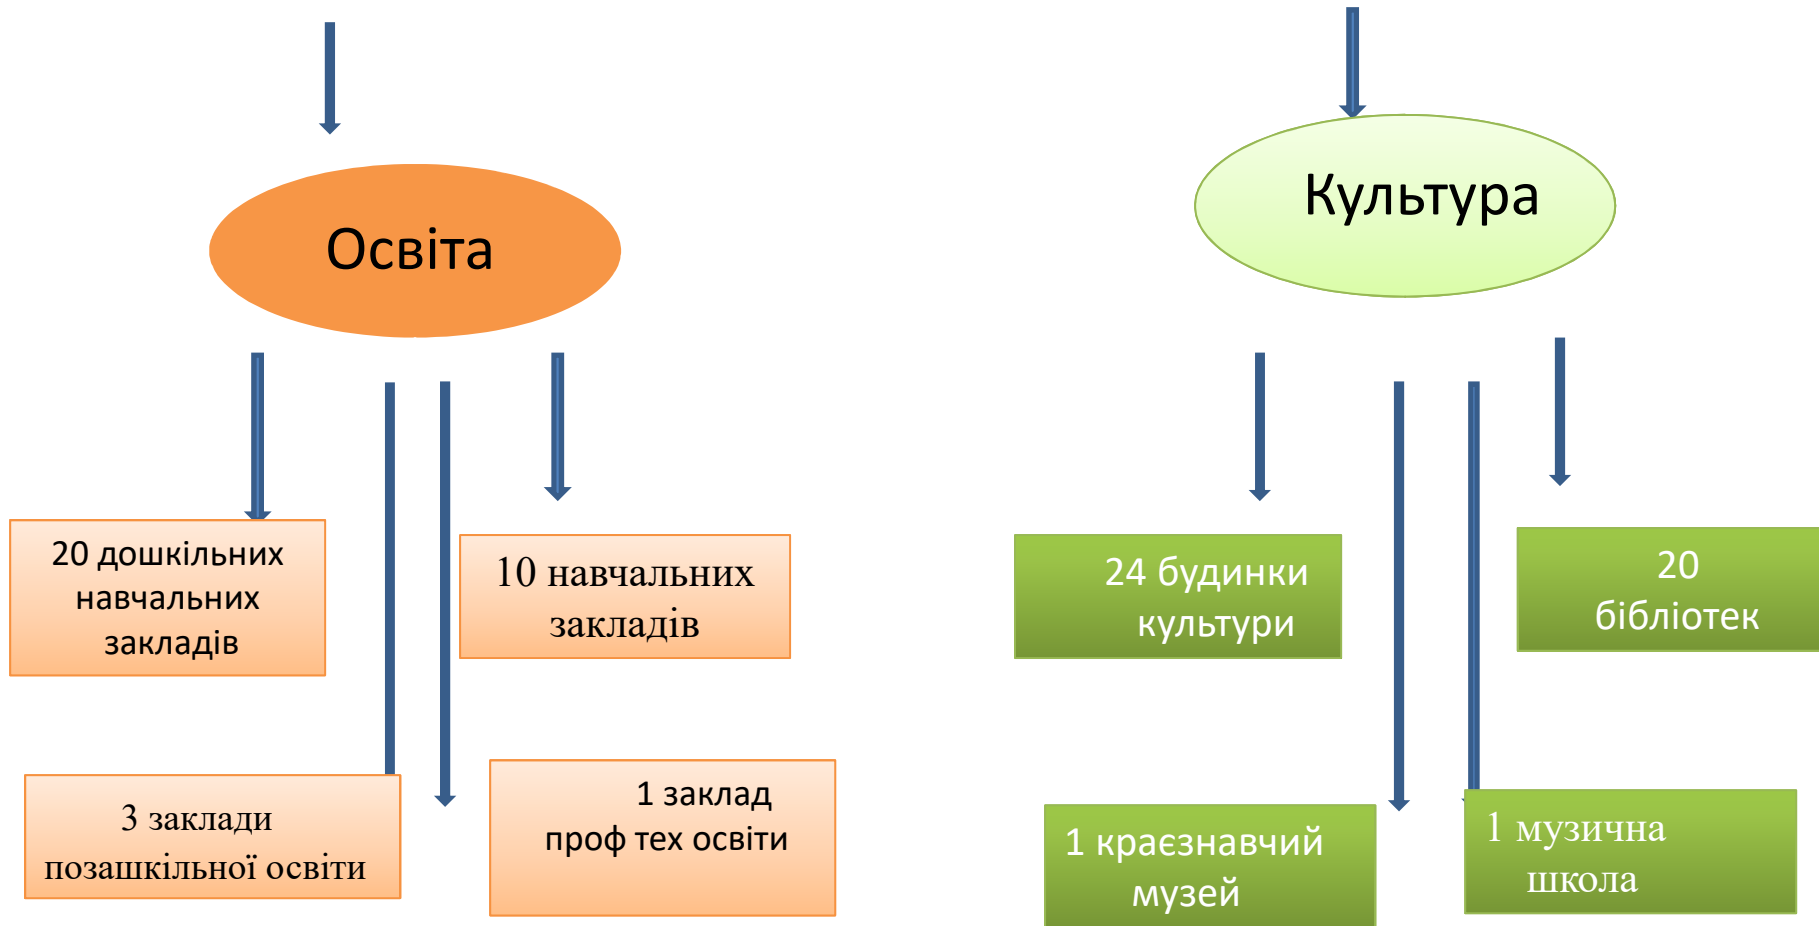 Освіта
Культура
20 дошкільних
навчальних
закладів
10 навчальних
закладів
24 будинки
культури
20
бібліотек
3 заклади
позашкільної освіти
1 заклад
проф тех освіти
1 краєзнавчий
музей
1 музична
школа